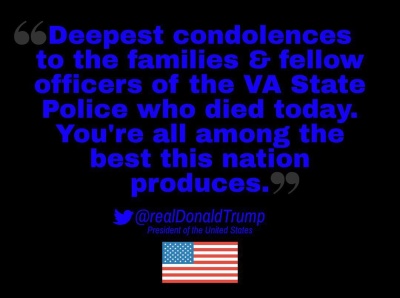 “Deepest condolences
to the families & fellow
officers of the VA State
Police who died today.
You're all among the
best this nation
produces.”
@realDonaldTrump
President of the United States